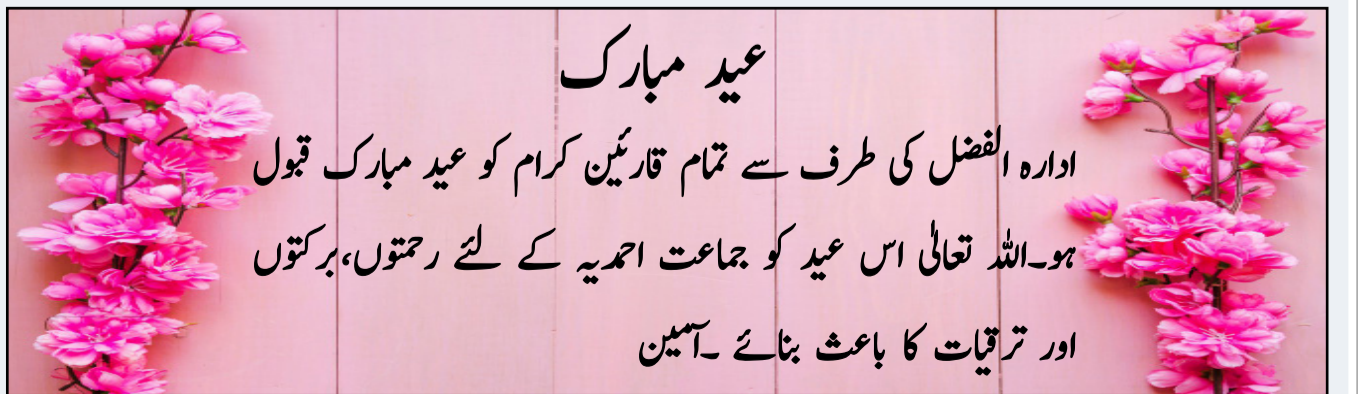 عید مبارک
ادارہ الفضل کی طرف سے تمام قارئین کرام کو عید مبارک قبول
ہو۔اللہ تعالیٰ اس عید کو جماعت احمدیہ کے لئے رحمتوں،برکتوں
اور ترقیات کا باعث بنائے ۔آمین